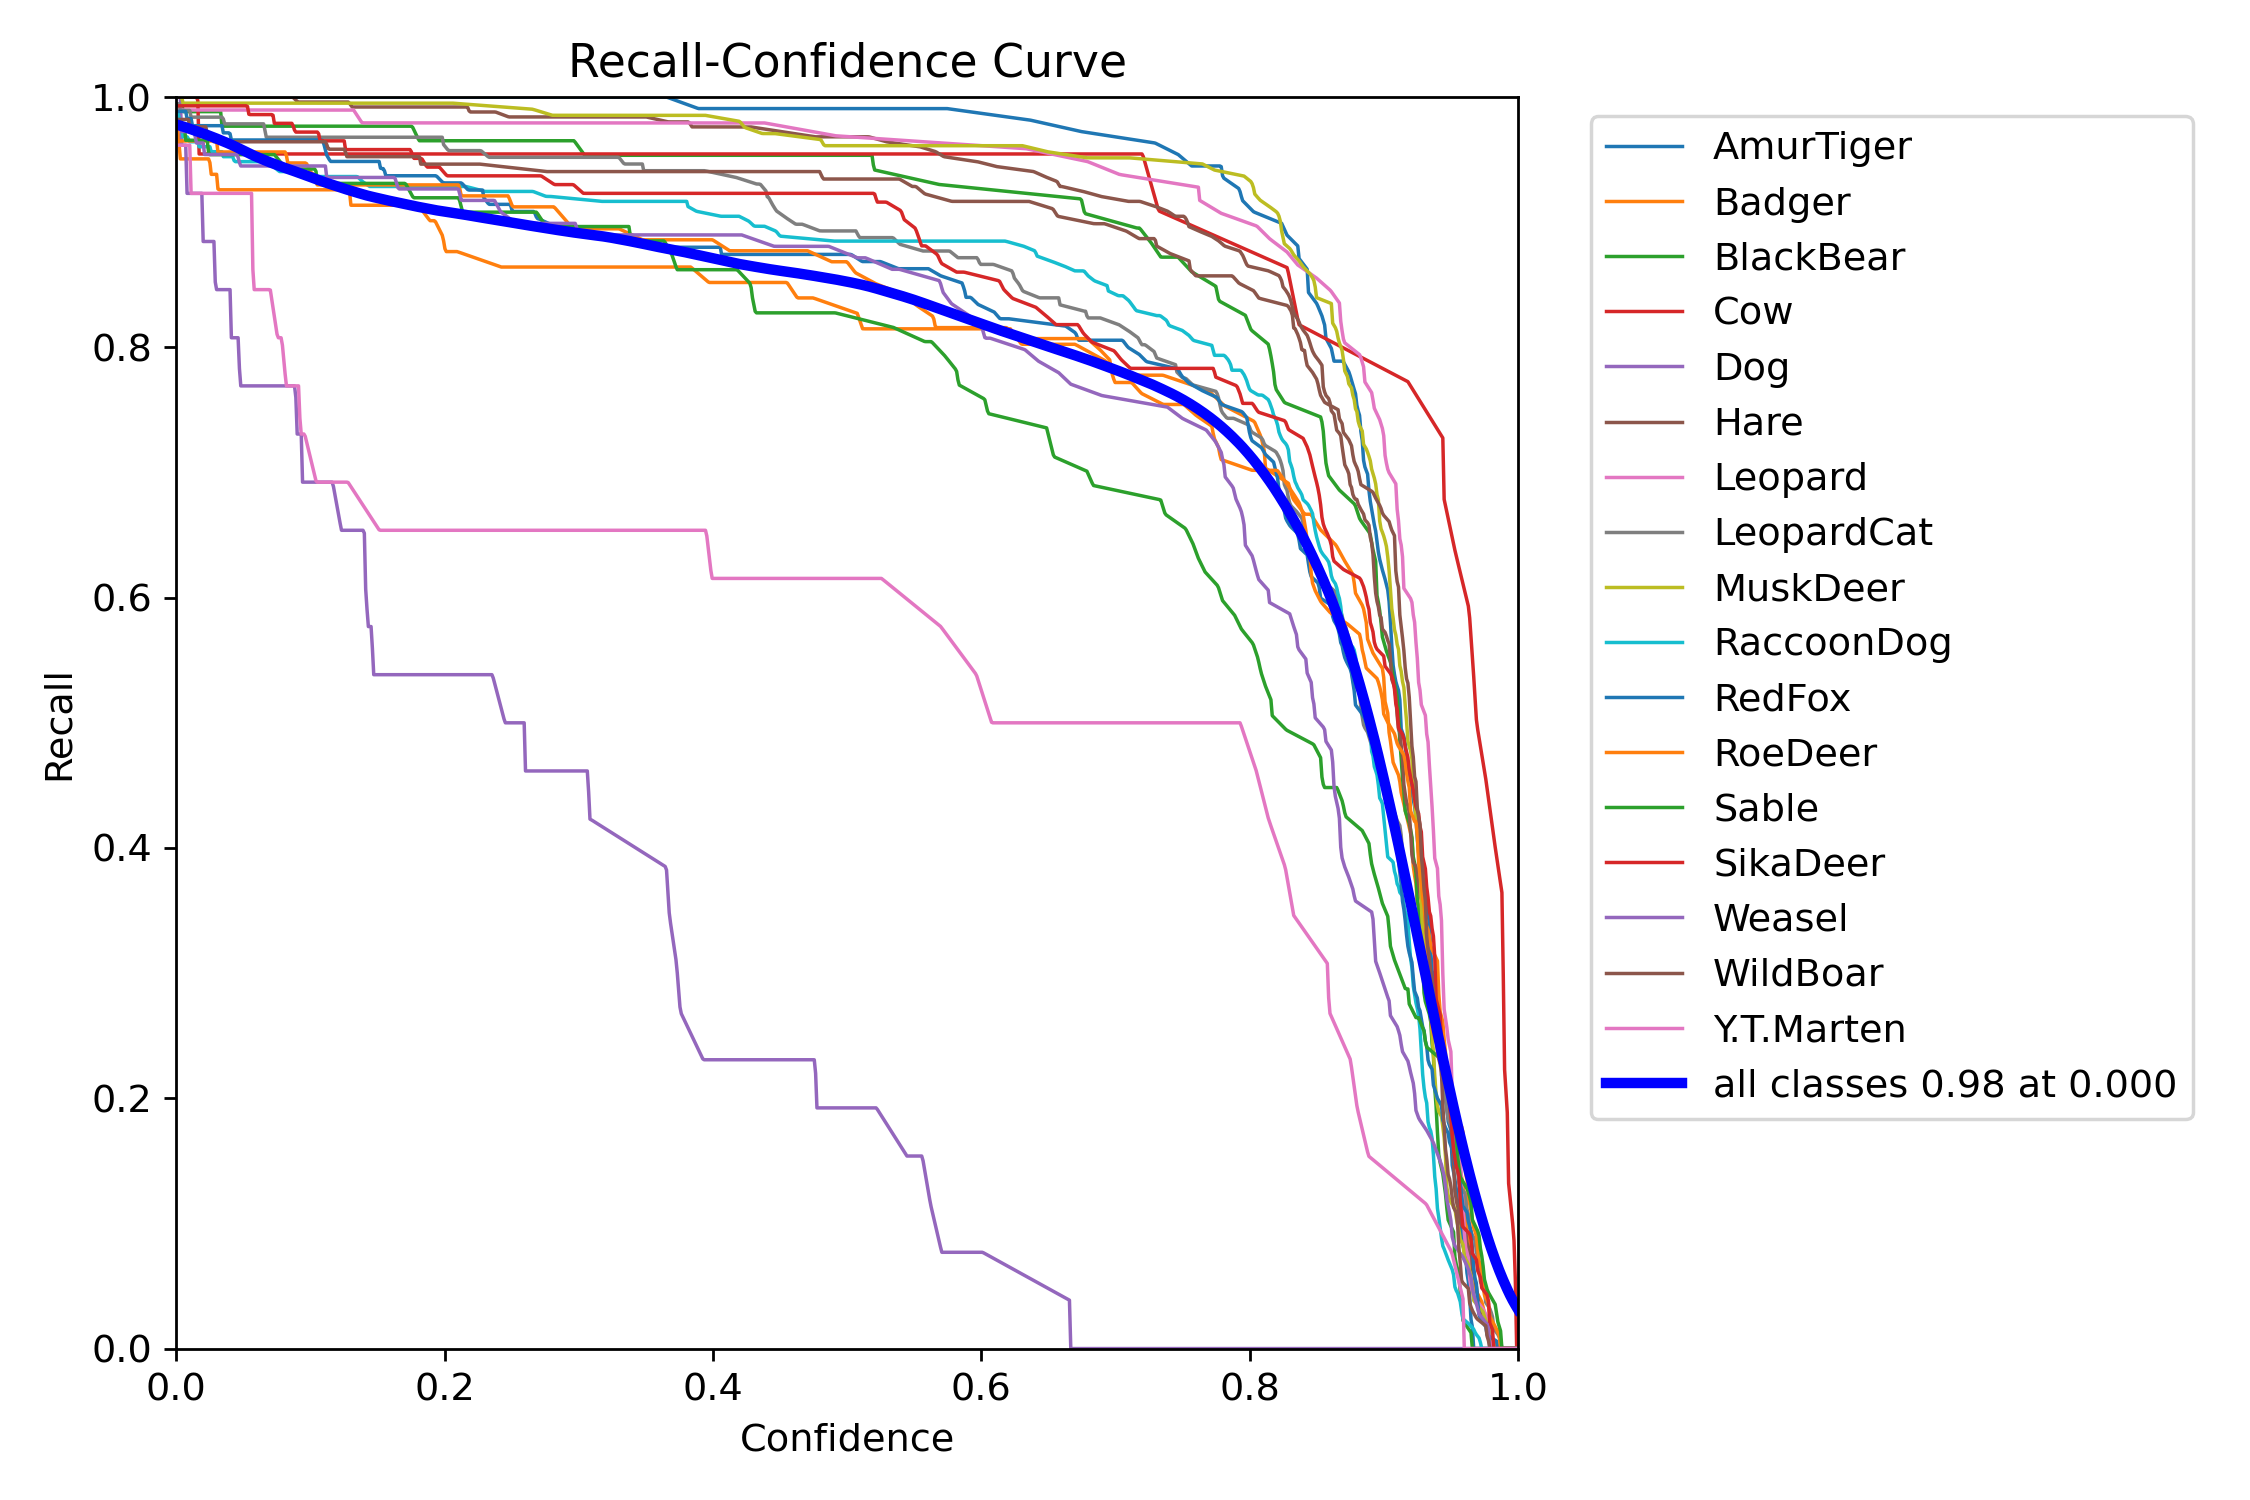 Recall-Confidence Curve
1.0
0.8
0.6
0.4
0.2
0.0
Recall
0.0 0.2 0.4 0.6 0.8 1.0
Confidence
AmurTiger
Badger
BlackBear
Cow
Dog
Hare
Leopard
LeopardCat
MuskDeer
RaccoonDog
RedFox
RoeDeer
Sable
SikaDeer
Weasel
WildBoar
Y.T.Marten
all classes 0.98 at 0.000